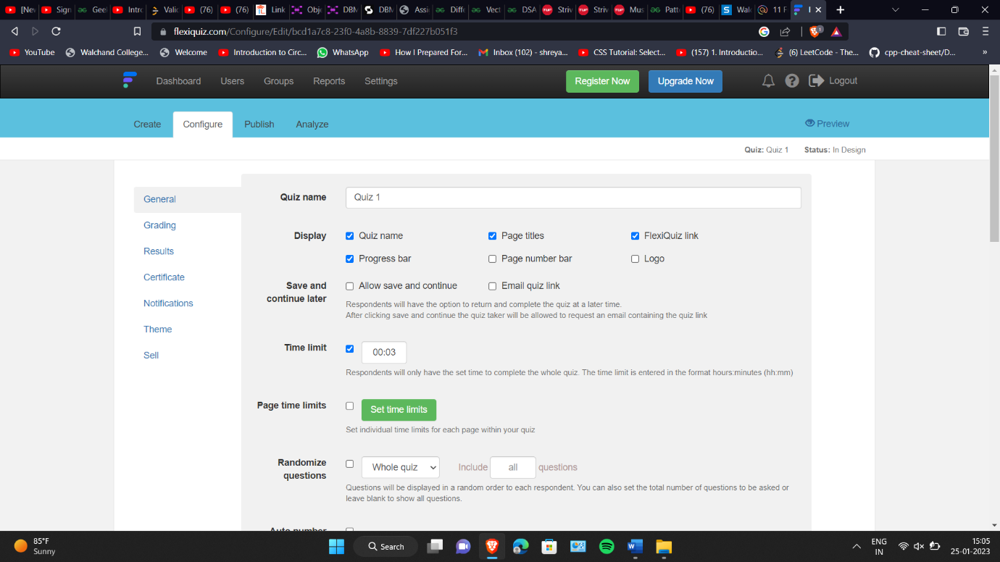 [Nev
Sign
Geel
Intro
Valid
(76)
(76)
Link
Obje
DBM
DBM
Assi
Diffe
Vect
DSA
Striv
Striv
Mus
Patte
(76)
Walc
11 F
flexiquiz.com/Configure/Edit/bcd1a7c8-23f0-4a8b-8839-7df227b051f3
YouTube
Walchand College...
Welcome
Introduction to Circ...
WhatsApp
How I Prepared For...
Inbox (102) - shreya...
CSS Tutorial: Select...
(157) 1. Introductio...
(6) LeetCode - The...
cpp-cheat-sheet/D...
»
Dashboard
Users
Groups
Reports
Settings
Register Now
Upgrade Now
Logout
Create
Configure
Publish
Analyze
Preview
Quiz: Quiz 1
Status: In Design
General
Grading
Results
Certificate
Notifications
Theme
Sell
Quiz name
Quiz 1
Display
Quiz name
Page titles
FlexiQuiz link
Progress bar
Page number bar
Logo
Save and
continue later
Allow save and continue
Email quiz link
Respondents will have the option to return and complete the quiz at a later time.
After clicking save and continue the quiz taker will be allowed to request an email containing the quiz link
Time limit
00:03
Respondents will only have the set time to complete the whole quiz. The time limit is entered in the format hours:minutes (hh:mm)
Page time limits
Set time limits
Set individual time limits for each page within your quiz
Randomize
questions
Whole quiz
Include
all
questions
Questions will be displayed in a random order to each respondent. You can also set the total number of questions to be asked or
leave blank to show all questions.
Auto number
85°F
Sunny
Search
ENG
IN
15:05
25-01-2023